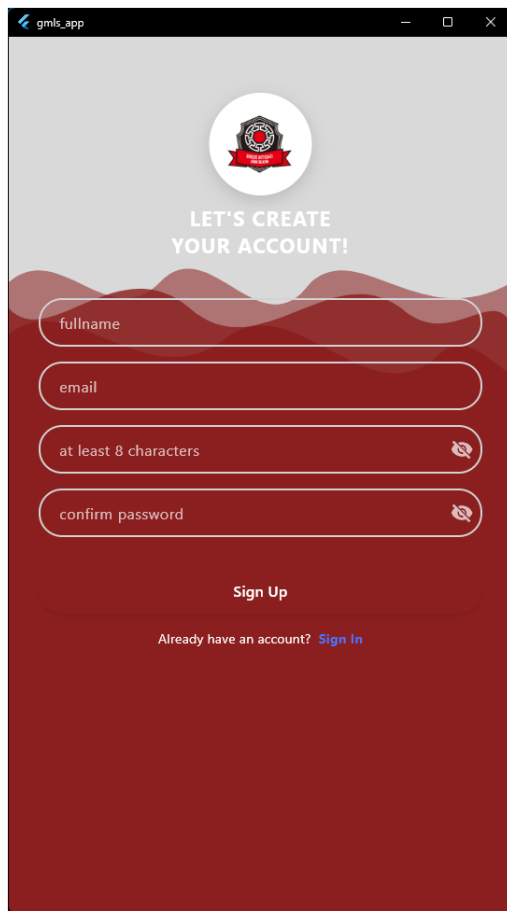 gmls_app
LET'S CREATE
YOUR ACCOUNT!
fullname
email
at least 8 characters
confirm password
Sign Up
Already have an account? Sign In